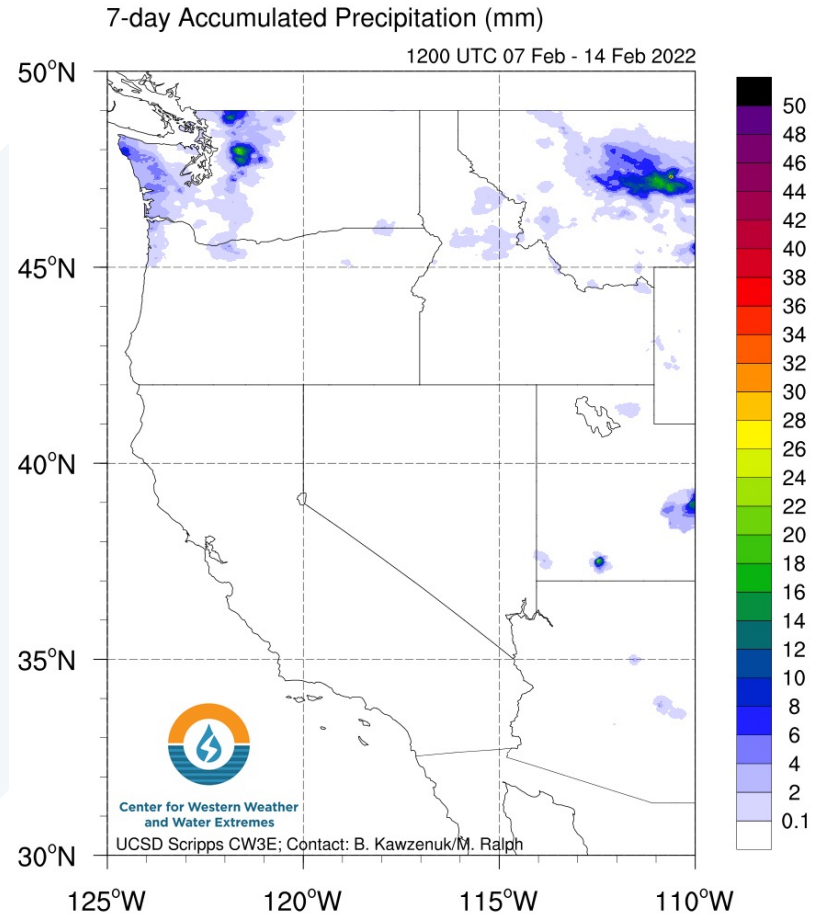 7-day Accumulated Precipitation (mm)
1200 UTC 07 Feb - 14 Feb 2022
50°N
45°N
40°N
35°N
30°N
125°W
120°W
115°W
110°W
50
48
46
44
42
40
38
36
34
32
30
28
26
24
22
20
18
16
14
12
10
8
6
4
2
0.1
Center for Western Weather
and Water Extremes
UCSD Scripps CW3E; Contact: B. Kawzenuk/M. Ralph